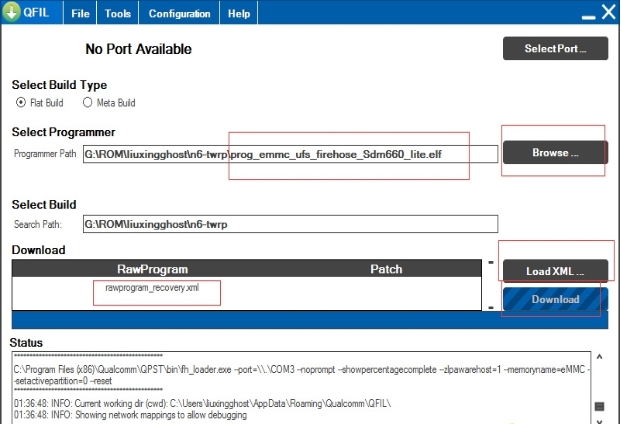 QFIL File Tools Configuration Help
No Port Available
Select Port ...
Select Build Type
Flat Build Meta Build
Select Programmer
Programmer Path G:\ROM\liuxingghost\n6-twrp\prog_emmc_ufs_firehose_Sdm660_lite.elf Browse ...
Select Build
Search Path: G:\ROM\liuxingghost\n6-twrp
Download
RawProgram Patch Load XML ...
rawprogram_recovery.xml Download
Status
**************************************************
C:\Program Files (x86)\Qualcomm\QPST\bin\fh_loader.exe --port=\\.\COM3 --noprompt --showpercentagecomplete --zlpawarehost=1 --memoryname=eMMC -
-setactivepartition=0 --reset
**************************************************
01:36:48: INFO: Current working dir (cwd): C:\Users\liuxingghost\AppData\Roaming\Qualcomm\QFIL\
01:36:48: INFO: Showing network mappings to allow debugging